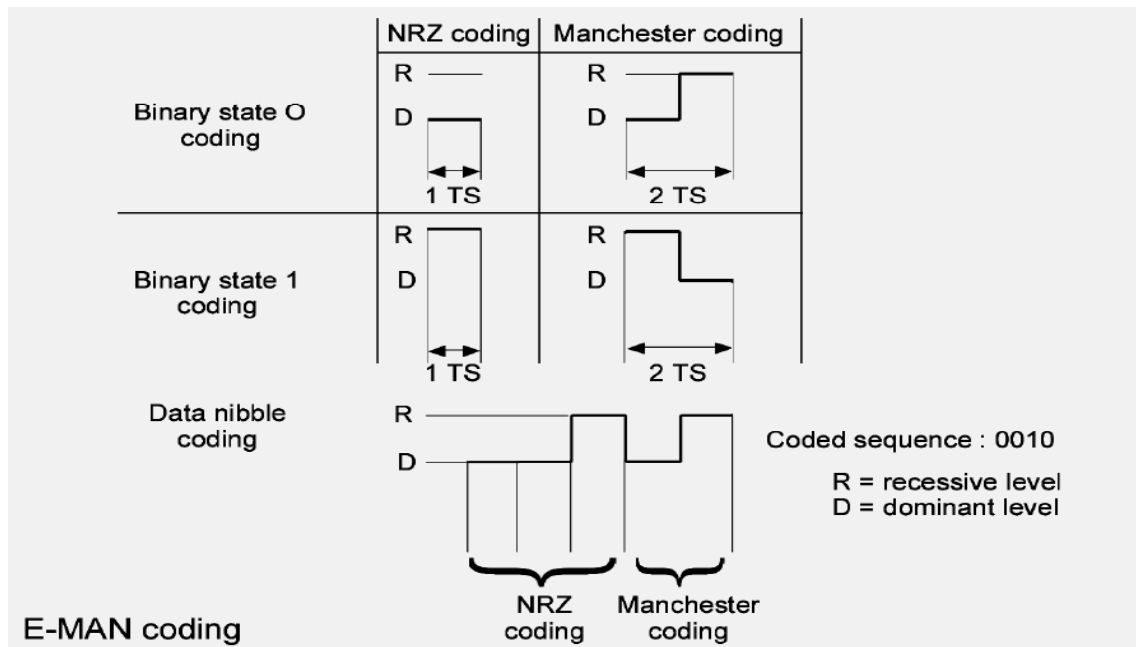 NRZ coding Manchester coding
R R
Binary state O D D
coding
1 TS 2 TS
R R
Binary state 1 D D
coding
1 TS 2 TS
Data nibble R
coding
D Coded sequence : 0010
R = recessive level
D = dominant level
NRZ Manchester
coding coding
E-MAN coding